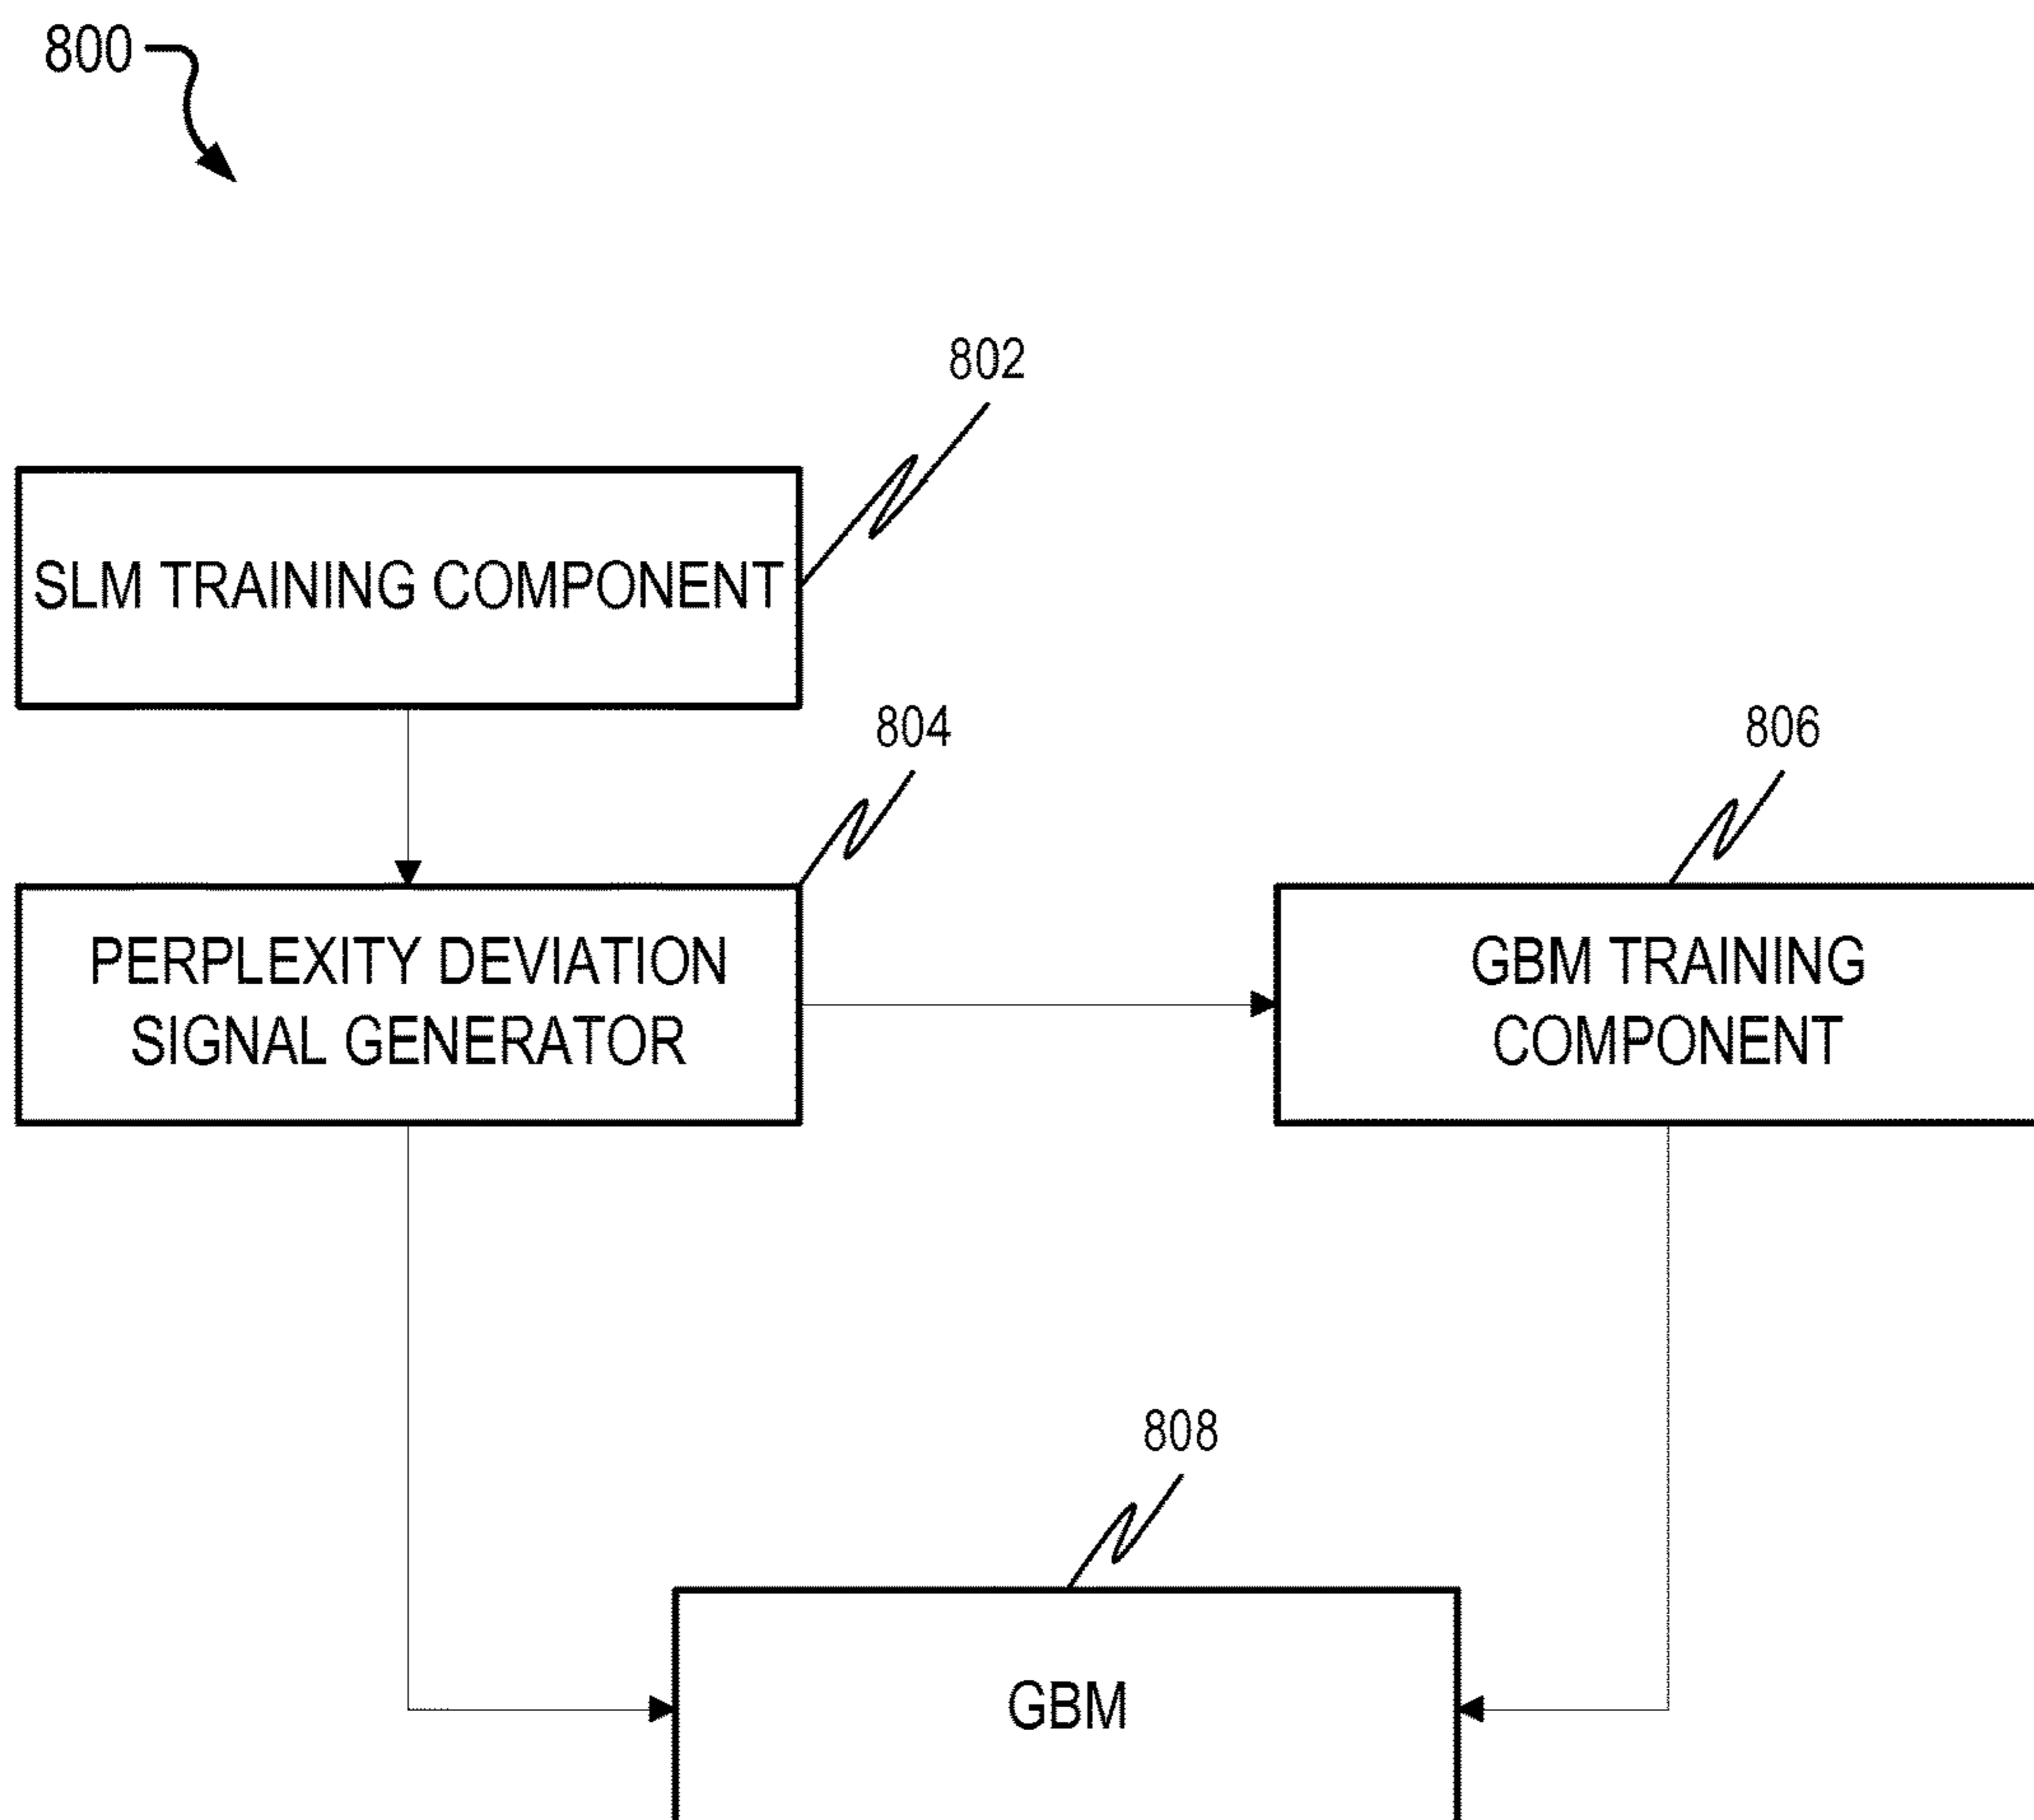 800
802
SLM TRAINING COMPONENT
804
806
PERPLEXITY DEVIATION
SIGNAL GENERATOR
GBM TRAINING
COMPONENT
808
GBM